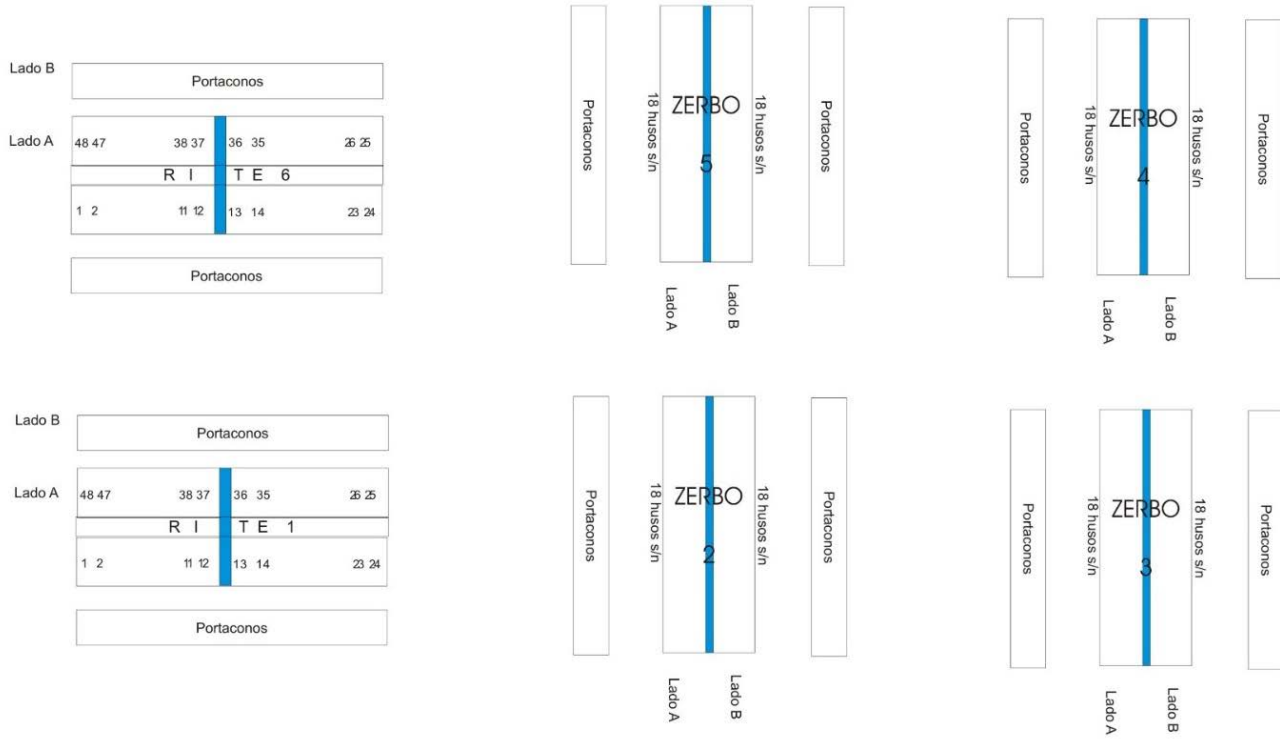 Lado B
Portaconos
Lado A
48 47 38 37 36 35 26 25
R I TE 6
1 2 11 12 13 14 23 24
Portaconos
Portaconos
18 husos s/n
ZERBO
5
18 husos s/n
Portaconos
Lado A
Lado B
Portaconos
18 husos s/n
ZERBO
4
18 husos s/n
Portaconos
Lado A
Lado B
Lado B
Portaconos
Lado A
48 47 38 37 36 35 26 25
R I TE 1
1 2 11 12 13 14 23 24
Portaconos
Portaconos
18 husos s/n
ZERBO
2
18 husos s/n
Portaconos
Lado A
Lado B
Portaconos
18 husos s/n
ZERBO
3
18 husos s/n
Portaconos
Lado A
Lado B